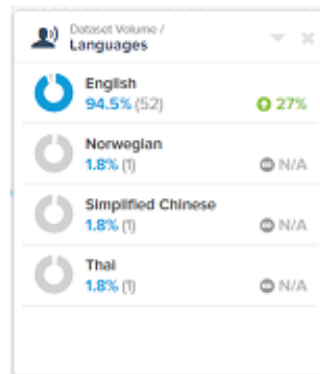 Dataset Volume /
Languages
English
94.5% (52) 27%
Norwegian
1.8% (1) N/A
Simplified Chinese
1.8% (1) N/A
Thai
1.8% (1) N/A